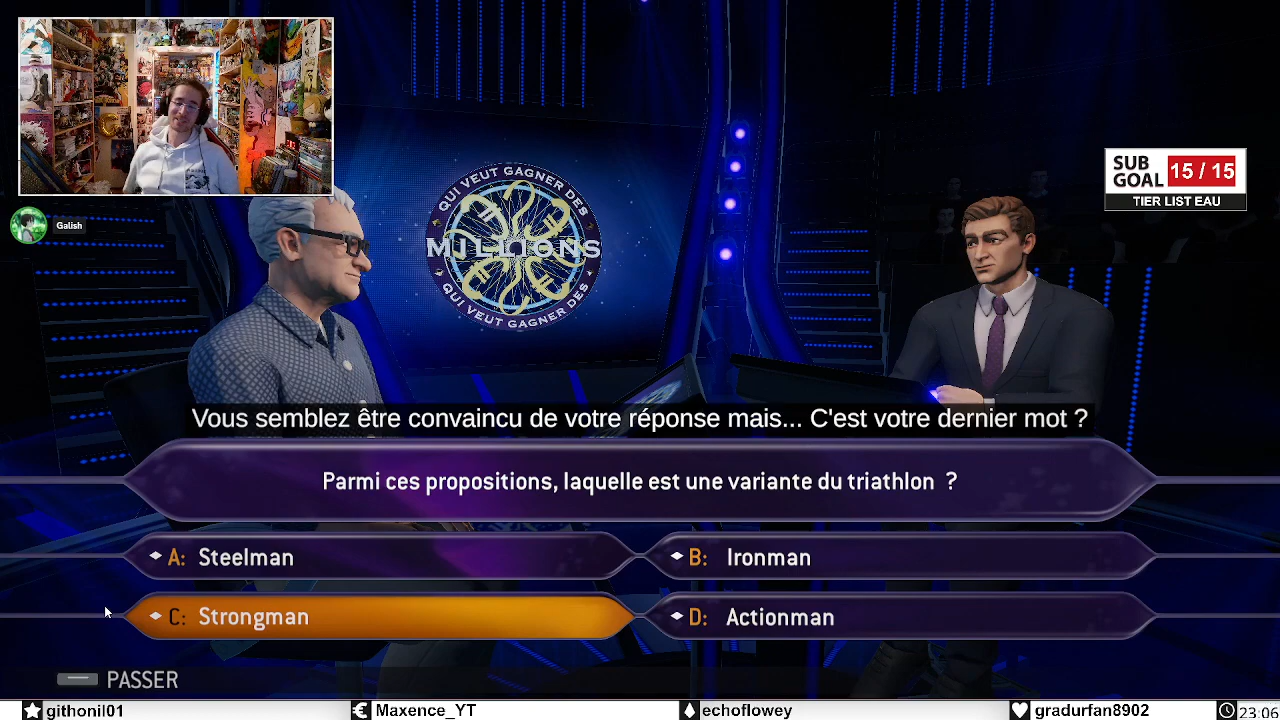 QUI VEUT GAGNER DES
MILLIONS
QUI VEUT GAGNER DES
SUB
GOAL
15 / 15
TIER LIST EAU
Galish
Vous semblez être convaincu de votre réponse mais... C'est votre dernier mot ?
Parmi ces propositions, laquelle est une variante du triathlon ?
A: Steelman
B: Ironman
C: Strongman
D: Actionman
PASSER
githonil01
Maxence_YT
echoflowey
gradurfan8902
23:06